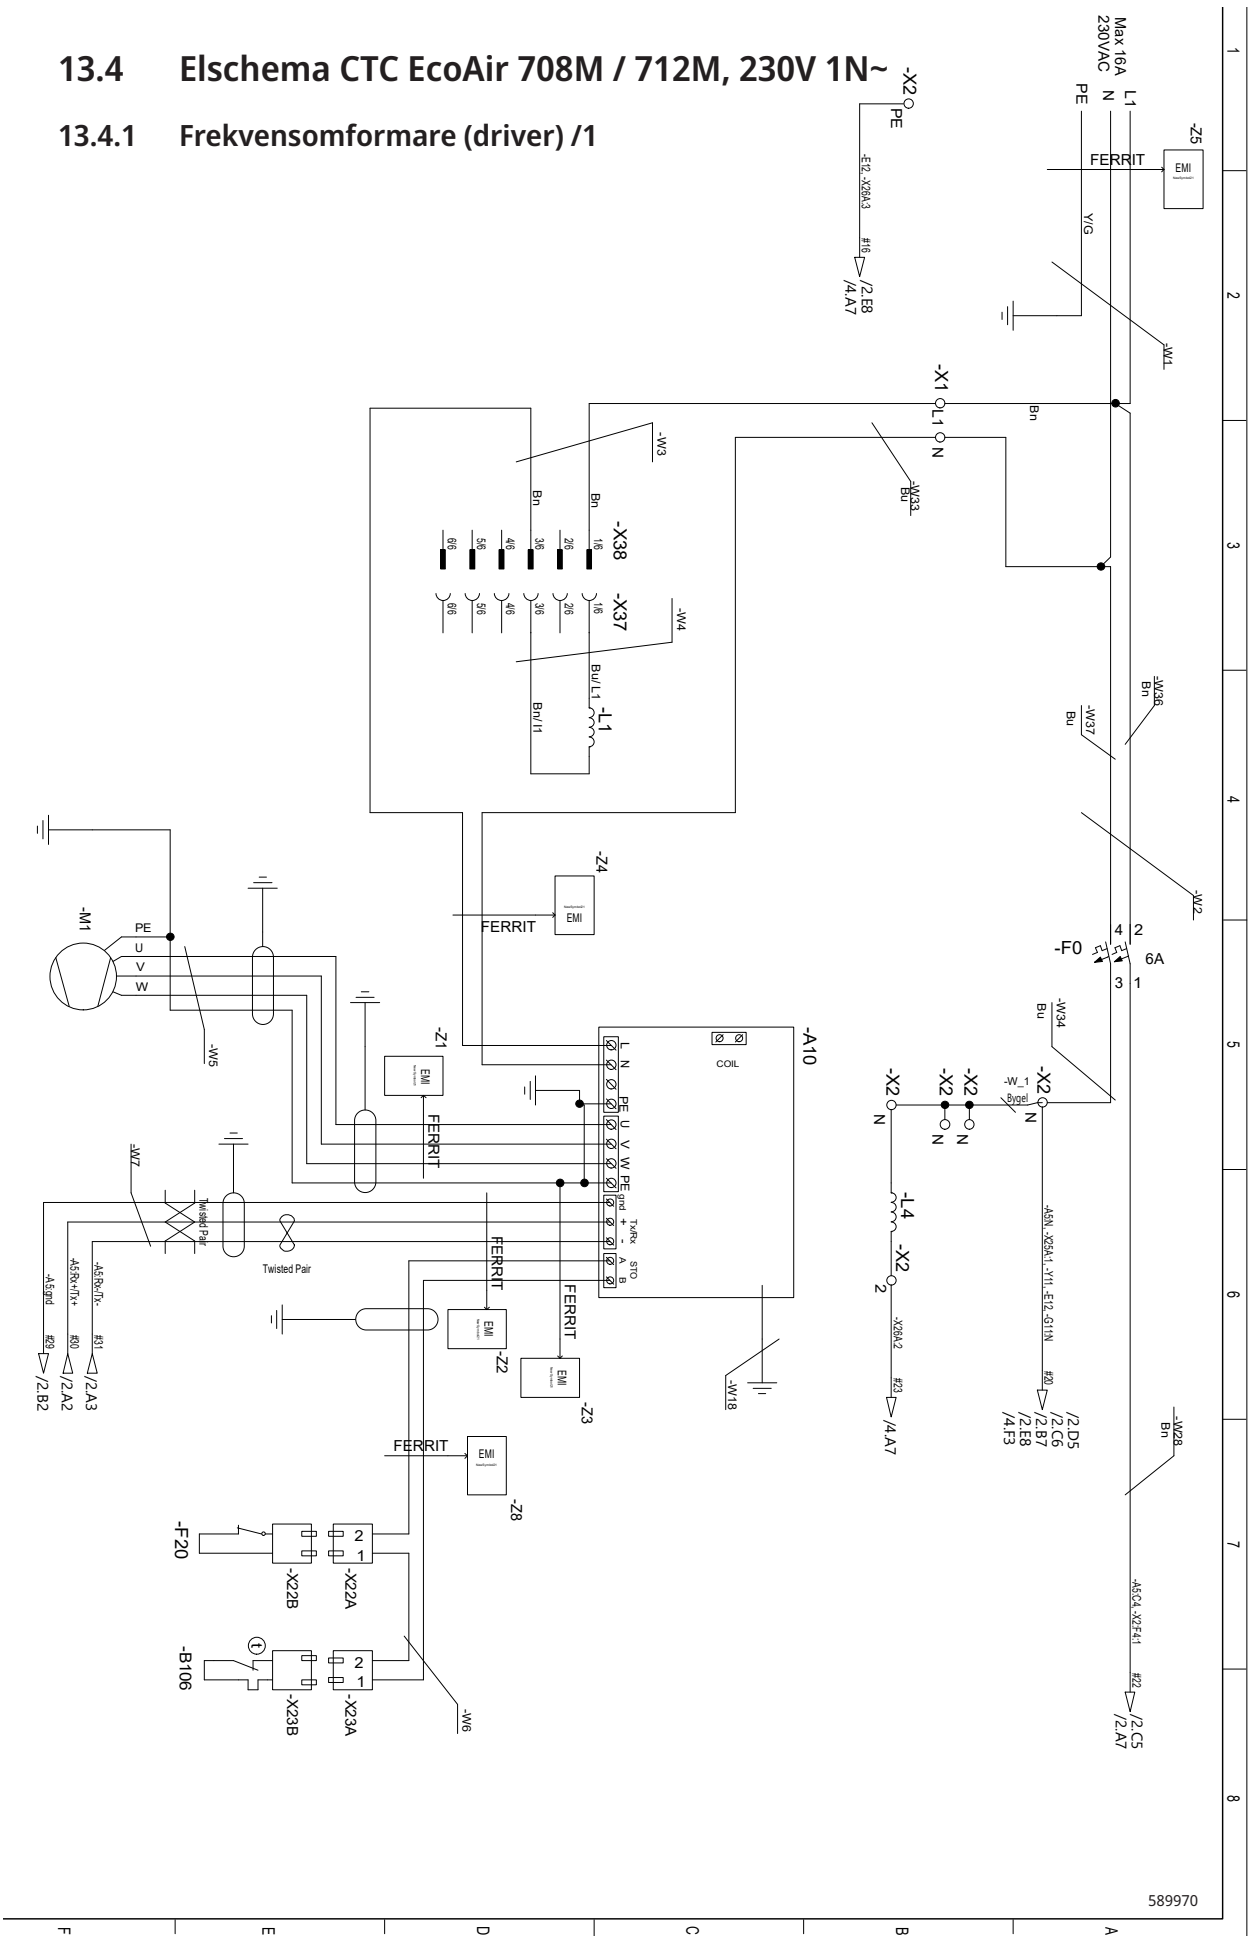 13.4 Elschema CTC EcoAir 708M / 712M, 230V 1N~
13.4.1 Frekvensomformare (driver) /1
Max 16A
230VAC
L1
N
PE
-Z5
EMI
FERRIT
Y/G
-W1
-X2
PE
-E12, -X26A:3
#16
/2.E8
/4.A7
-X1
L1
N
Bn
-W33
Bu
-W3
Bn
Bn
-X38
1/6
2/6
3/6
4/6
5/6
6/6
-X37
1/6
2/6
3/6
4/6
5/6
6/6
-W4
Bu/ L1
Bn/ I1
-L1
-W36
Bn
-W37
Bu
-W2
-F0
4 2
6A
3 1
-W34
Bu
-Z4
EMI
FERRIT
-M1
PE
U
V
W
-W5
-Z1
EMI
FERRIT
-A10
COIL
L
N
PE
U
V
W
PE
gnd
+
-
Tx/Rx
A
B
STO
-X2
N
-W_1
Bygel
-X2
N
-X2
N
-X2
N
-L4
-X2
2
-X26A:2
#23
/4.A7
-A5:N, -X25A:1, -Y11, -E12, -G11:N
#20
/2.D5
/2.C6
/2.B7
/2.E8
/4.F3
-W7
Twisted Pair
Twisted Pair
-A5:gnd
#29
/2.B2
-A5:Rx+/Tx+
#30
/2.A2
-A5:Rx-/Tx-
#31
/2.A3
FERRIT
EMI
-Z2
FERRIT
EMI
-Z3
-W18
-W28
Bn
FERRIT
EMI
-Z8
-F20
-X22B
2
1
-X22A
-B106
t
-X23B
2
1
-X23A
-W6
-A5:C4, -X2:F4:1
#22
/2.C5
/2.A7
1
2
3
4
5
6
7
8
589970
F
E
D
C
B
A